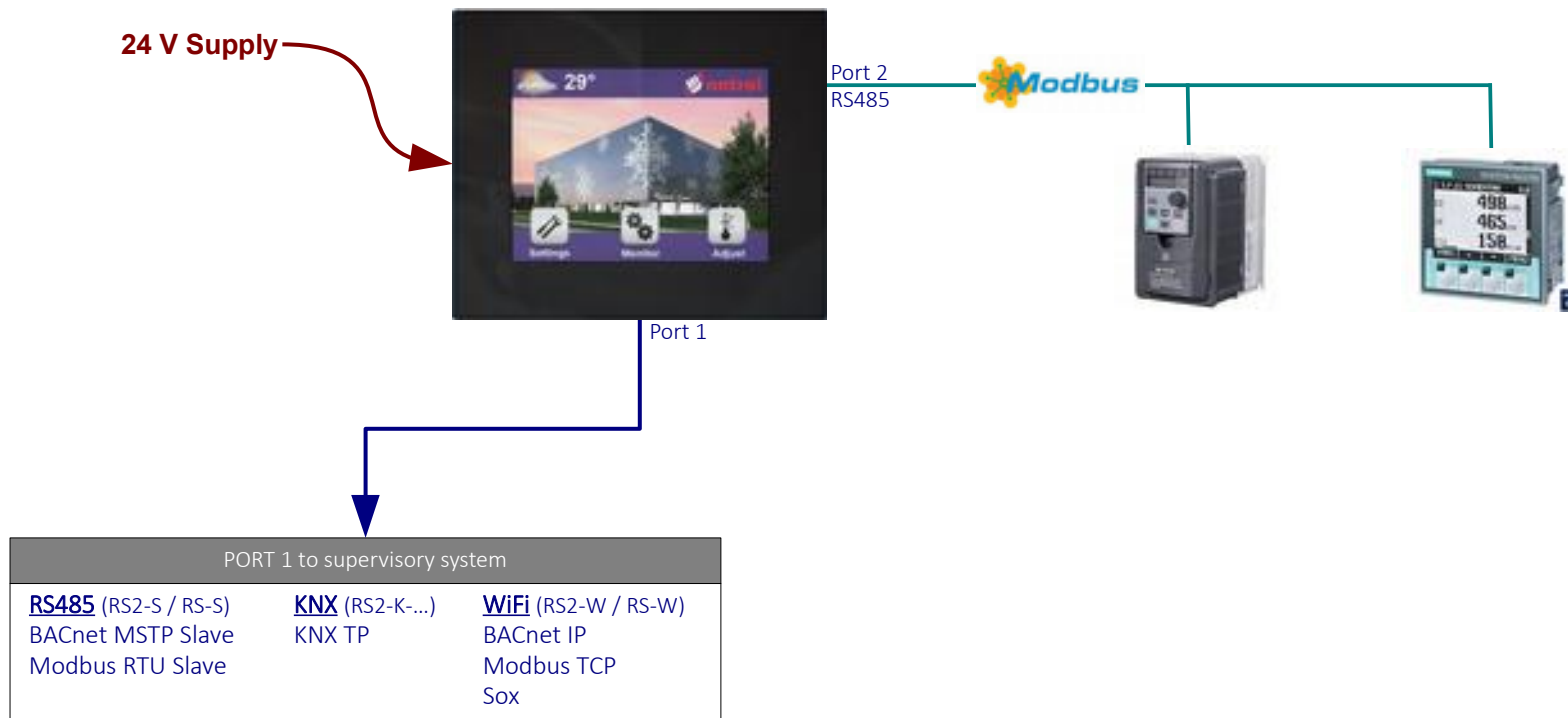 24 V Supply
29°
Settings
Monitor
Adjust
Port 2
RS485
Modbus
SIEMENS
498
465
158
Port 1
PORT 1 to supervisory system
RS485 (RS2-S / RS-S)
BACnet MSTP Slave
Modbus RTU Slave
KNX (RS2-K-...)
KNX TP
WiFi (RS2-W / RS-W)
BACnet IP
Modbus TCP
Sox